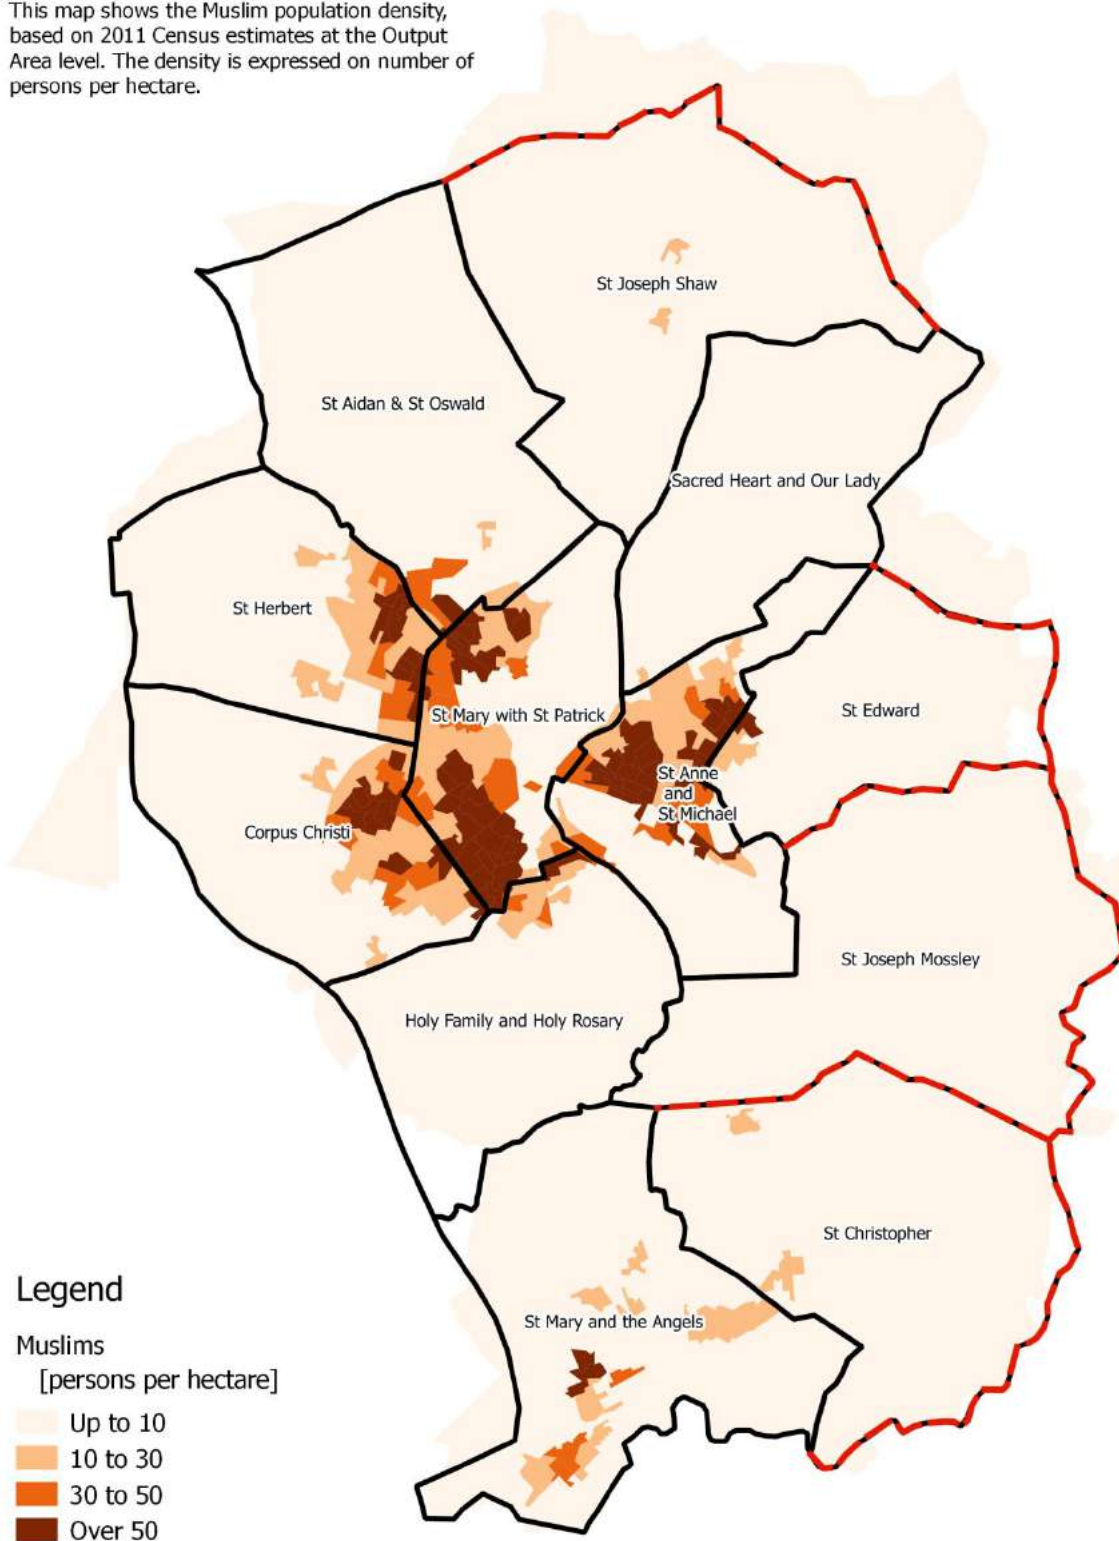 This map shows the Muslim population density,
based on 2011 Census estimates at the Output
Area level. The density is expressed on number of
persons per hectare.
St Joseph Shaw
St Aidan & St Oswald
Sacred Heart and Our Lady
St Herbert
St Edward
St Mary with St Patrick
St Anne
and
St Michael
Corpus Christi
St Joseph Mossley
Holy Family and Holy Rosary
St Christopher
St Mary and the Angels
Legend
Muslims
[persons per hectare]
Up to 10
10 to 30
30 to 50
Over 50